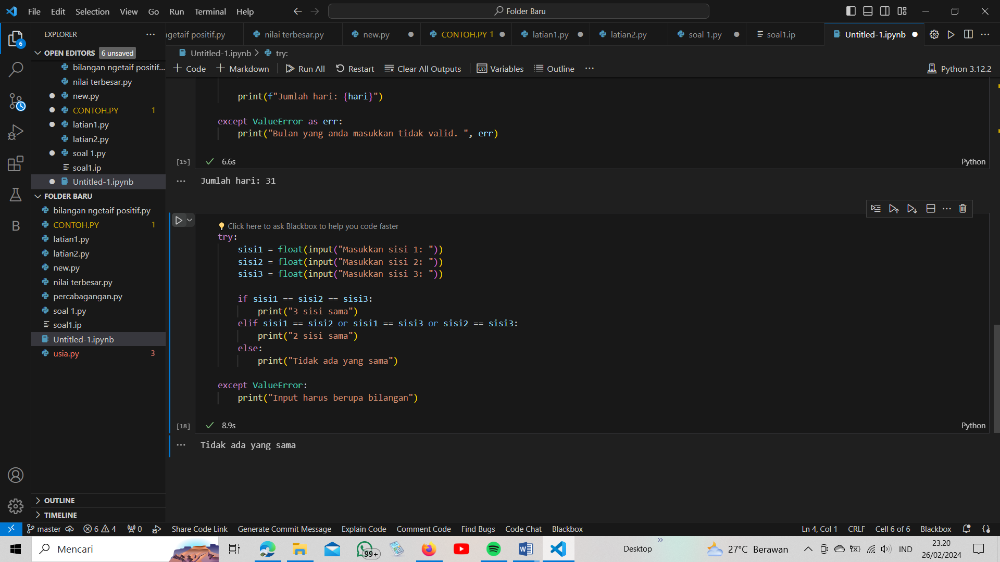 File Edit Selection View Go Run Terminal Help
Folder Baru
EXPLORER
ngetaif positif.py
nilai terbesar.py
new.py
CONTOH.PY 1
latian1.py
latian2.py
soal 1.py
soal1.ip
Untitled-1.ipynb
OPEN EDITORS 6 unsaved
bilangan ngetaif positif...
nilai terbesar.py
new.py
CONTOH.PY 1
latian1.py
latian2.py
soal 1.py
soal1.ip
Untitled-1.ipynb
FOLDER BARU
bilangan ngetaif positif.py
CONTOH.PY 1
latian1.py
latian2.py
new.py
nilai terbesar.py
percabagangan.py
soal 1.py
soal1.ip
Untitled-1.ipynb
usia.py 3
OUTLINE
TIMELINE
6
B
Untitled-1.ipynb > try:
+ Code + Markdown Run All Restart Clear All Outputs Variables Outline ...
Python 3.12.2
print(f"Jumlah hari: {hari}")
except ValueError as err:
print("Bulan yang anda masukkan tidak valid. ", err)
[15] 6.6s Python
Jumlah hari: 31
Click here to ask Blackbox to help you code faster
try:
sisi1 = float(input("Masukkan sisi 1: "))
sisi2 = float(input("Masukkan sisi 2: "))
sisi3 = float(input("Masukkan sisi 3: "))
if sisi1 == sisi2 == sisi3:
print("3 sisi sama")
elif sisi1 == sisi2 or sisi1 == sisi3 or sisi2 == sisi3:
print("2 sisi sama")
else:
print("Tidak ada yang sama")
except ValueError:
print("Input harus berupa bilangan")
[18] 8.9s Python
Tidak ada yang sama
master 6 4 0 Share Code Link Generate Commit Message Explain Code Comment Code Find Bugs Code Chat Blackbox
Ln 4, Col 1 CRLF Cell 6 of 6 Blackbox
Mencari
99+
Desktop
27°C Berawan
IND
23.20
26/02/2024